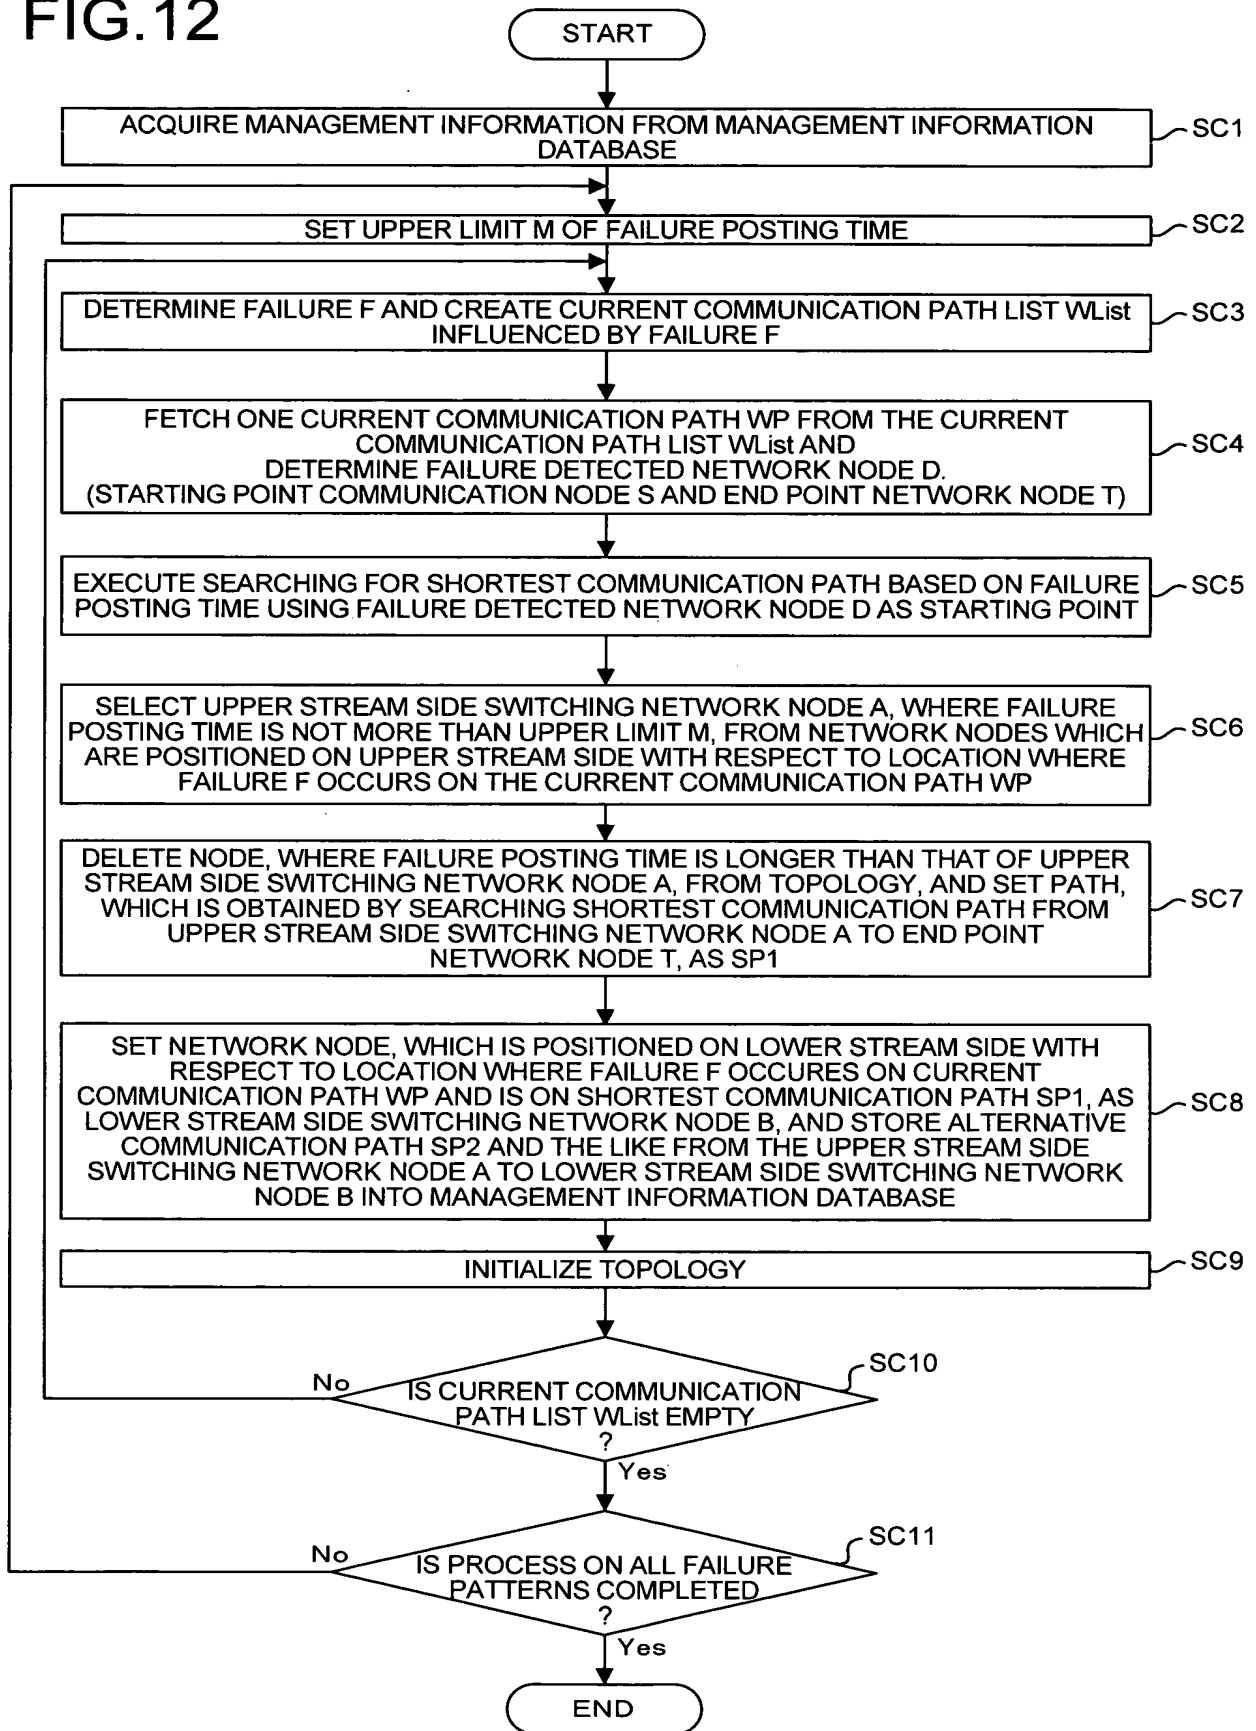 FIG.12
START
ACQUIRE MANAGEMENT INFORMATION FROM MANAGEMENT INFORMATION
DATABASE
SC1
SET UPPER LIMIT M OF FAILURE POSTING TIME
SC2
DETERMINE FAILURE F AND CREATE CURRENT COMMUNICATION PATH LIST WList
INFLUENCED BY FAILURE F
SC3
FETCH ONE CURRENT COMMUNICATION PATH WP FROM THE CURRENT
COMMUNICATION PATH LIST WList AND
DETERMINE FAILURE DETECTED NETWORK NODE D.
(STARTING POINT COMMUNICATION NODE S AND END POINT NETWORK NODE T)
SC4
EXECUTE SEARCHING FOR SHORTEST COMMUNICATION PATH BASED ON FAILURE
POSTING TIME USING FAILURE DETECTED NETWORK NODE D AS STARTING POINT
SC5
SELECT UPPER STREAM SIDE SWITCHING NETWORK NODE A, WHERE FAILURE
POSTING TIME IS NOT MORE THAN UPPER LIMIT M, FROM NETWORK NODES WHICH
ARE POSITIONED ON UPPER STREAM SIDE WITH RESPECT TO LOCATION WHERE
FAILURE F OCCURS ON THE CURRENT COMMUNICATION PATH WP
SC6
DELETE NODE, WHERE FAILURE POSTING TIME IS LONGER THAN THAT OF UPPER
STREAM SIDE SWITCHING NETWORK NODE A, FROM TOPOLOGY, AND SET PATH,
WHICH IS OBTAINED BY SEARCHING SHORTEST COMMUNICATION PATH FROM
UPPER STREAM SIDE SWITCHING NETWORK NODE A TO END POINT
NETWORK NODE T, AS SP1
SC7
SET NETWORK NODE, WHICH IS POSITIONED ON LOWER STREAM SIDE WITH
RESPECT TO LOCATION WHERE FAILURE F OCCURES ON CURRENT
COMMUNICATION PATH WP AND IS ON SHORTEST COMMUNICATION PATH SP1, AS
LOWER STREAM SIDE SWITCHING NETWORK NODE B, AND STORE ALTERNATIVE
COMMUNICATION PATH SP2 AND THE LIKE FROM THE UPPER STREAM SIDE
SWITCHING NETWORK NODE A TO LOWER STREAM SIDE SWITCHING NETWORK
NODE B INTO MANAGEMENT INFORMATION DATABASE
SC8
INITIALIZE TOPOLOGY
SC9
SC10
No
IS CURRENT COMMUNICATION
PATH LIST WList EMPTY
?
Yes
SC11
No
IS PROCESS ON ALL FAILURE
PATTERNS COMPLETED
?
Yes
END